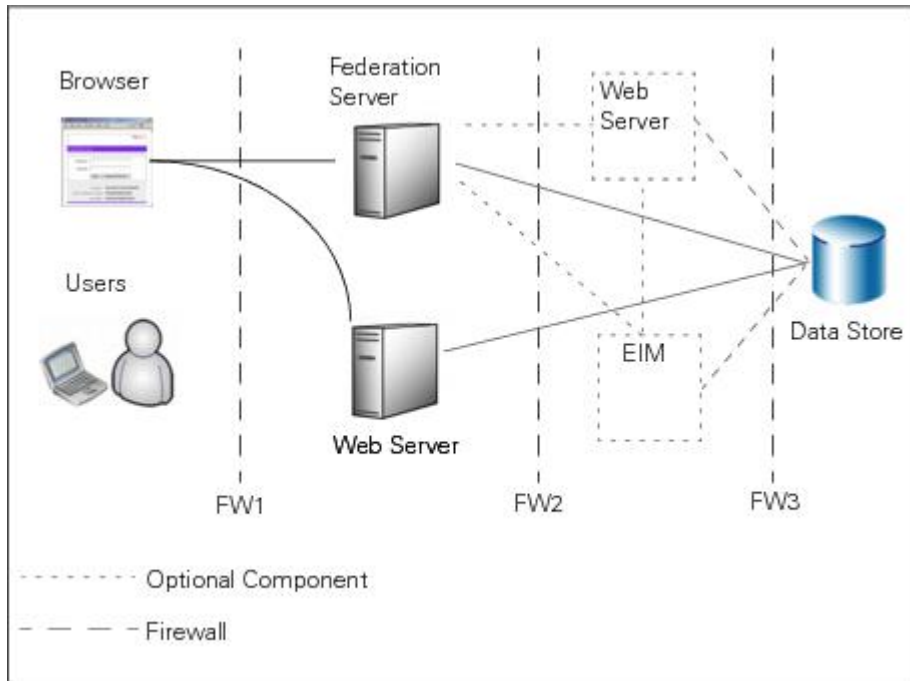 Browser
Federation
Server
Web
Server
Users
EIM
Data Store
Web Server
FW1
FW2
FW3
Optional Component
Firewall